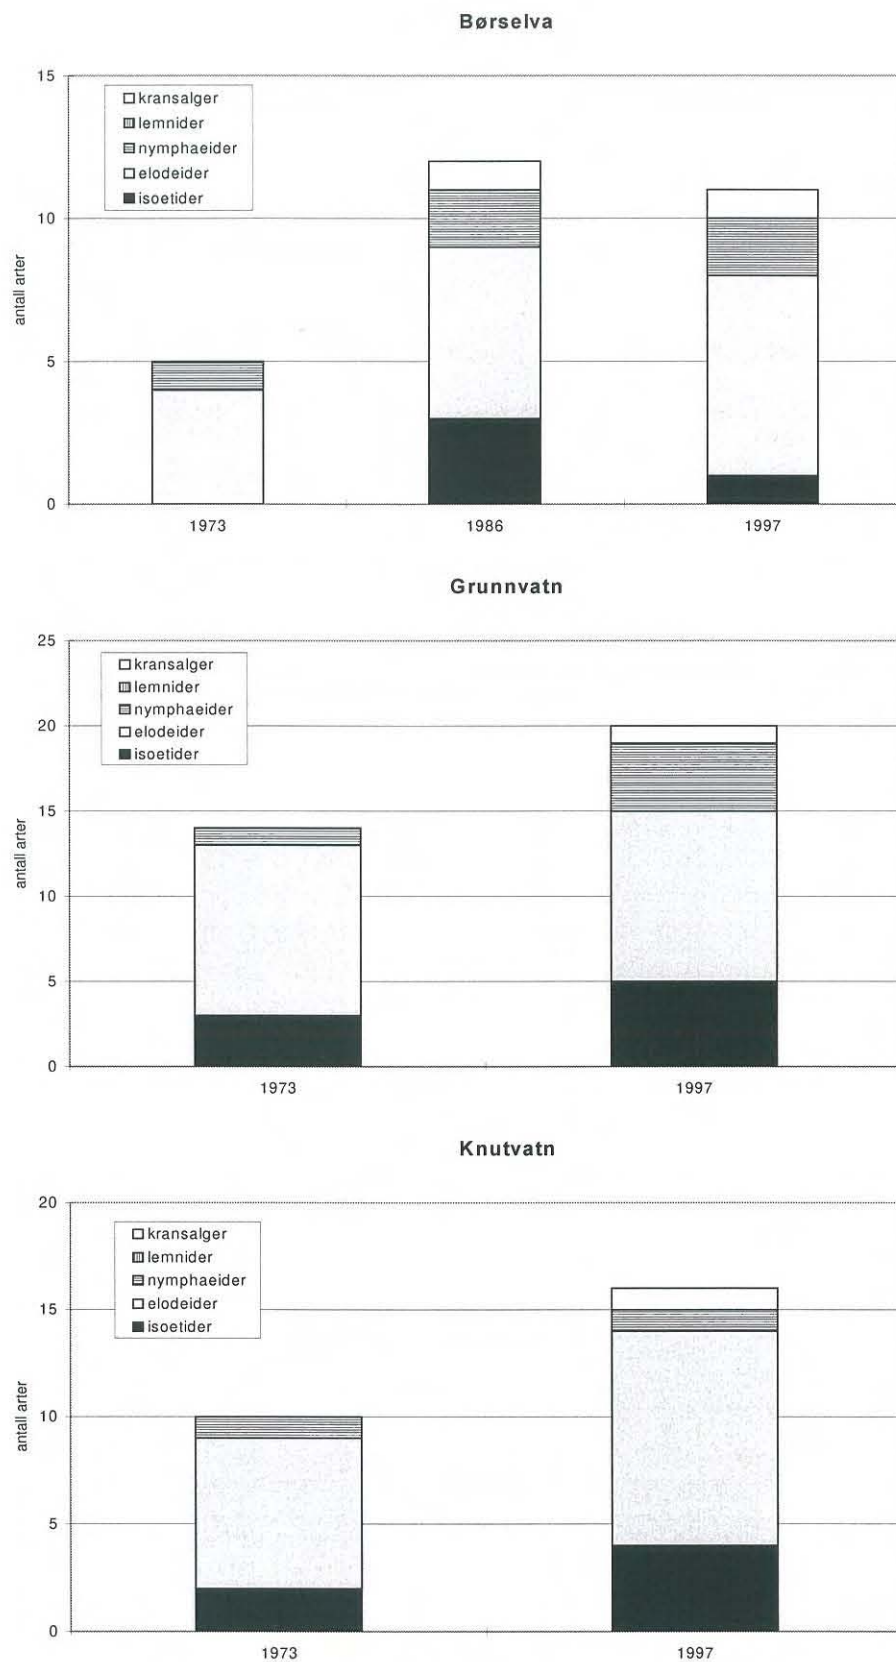 Børselva
15
kransalger
lemnider
nymphaeider
elodeider
isoetider
10
antall arter
5
0
1973 1986 1997
Grunnvatn
25
kransalger
lemnider
nymphaeider
elodeider
isoetider
20
15
antall arter
10
5
0
1973 1997
Knutvatn
20
kransalger
lemnider
nymphaeider
elodeider
isoetider
15
antall arter
10
5
0
1973 1997